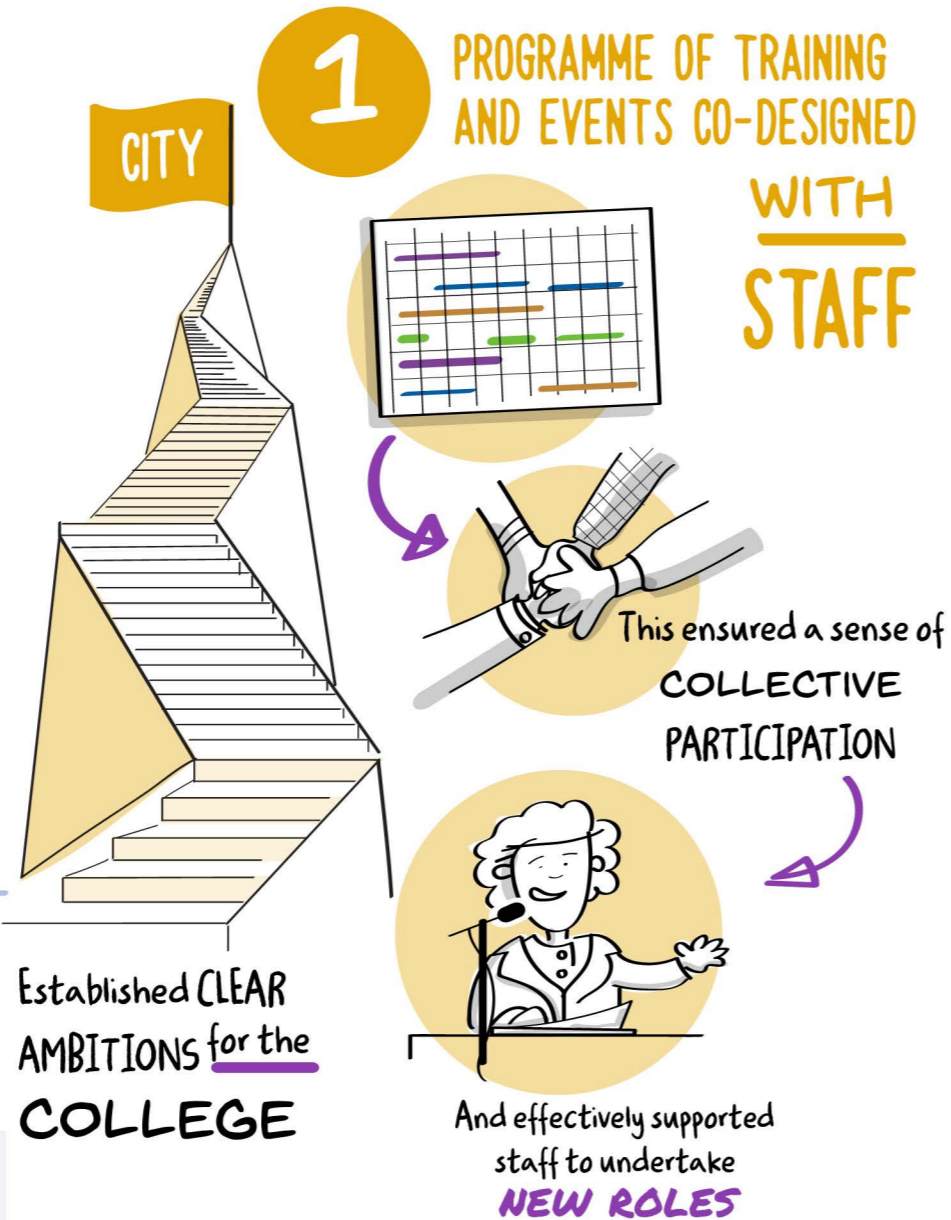 1
PROGRAMME OF TRAINING
AND EVENTS CO-DESIGNED
WITH
STAFF
CITY
This ensured a sense of
COLLECTIVE
PARTICIPATION
Established CLEAR
AMBITIONS for the
COLLEGE
And effectively supported
staff to undertake
NEW ROLES